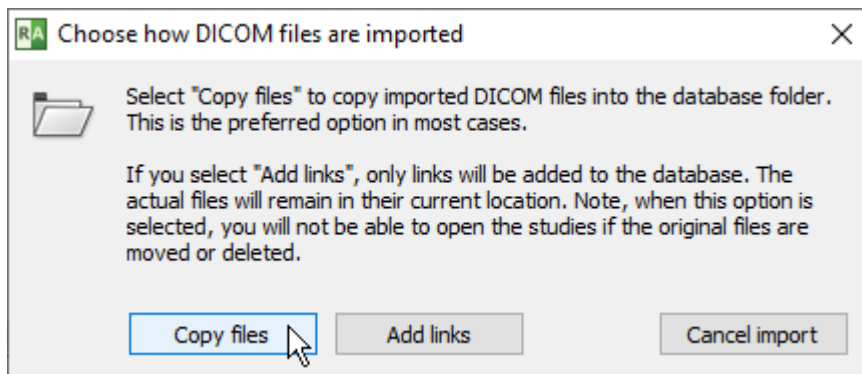 RA Choose how DICOM files are imported
Select "Copy files" to copy imported DICOM files into the database folder.
This is the preferred option in most cases.
If you select "Add links", only links will be added to the database. The
actual files will remain in their current location. Note, when this option is
selected, you will not be able to open the studies if the original files are
moved or deleted.
Copy files Add links Cancel import